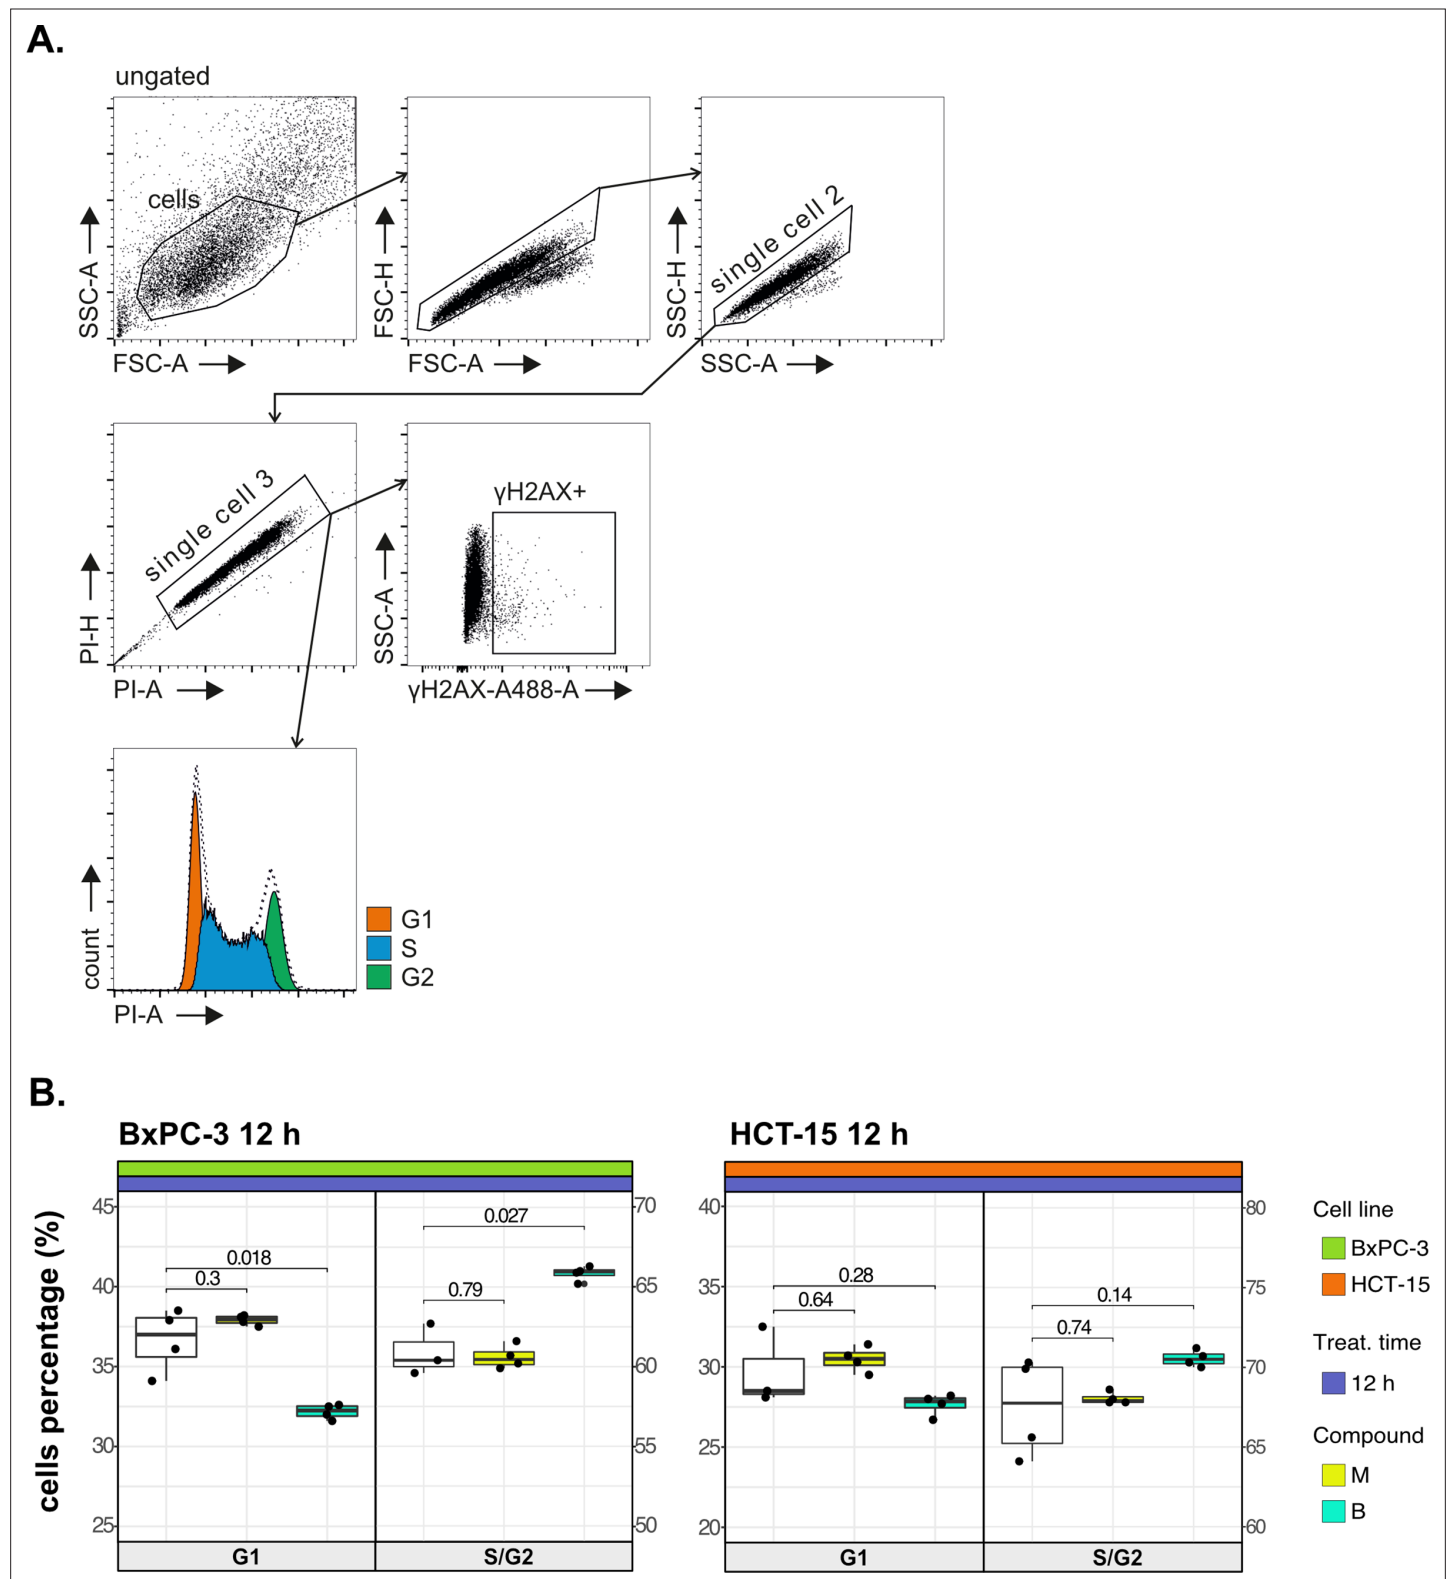 A.
ungated
cells
SSC-A
FSC-A
FSC-H
FSC-A
single cell 2
SSC-H
SSC-A
single cell 3
PI-H
PI-A
γH2AX+
SSC-A
γH2AX-A488-A
count
PI-A
G1
S
G2
B.
BxPC-3 12 h
cells percentage (%)
45
40
35
30
25
0.018
0.3
0.027
0.79
70
65
60
55
50
G1
S/G2
HCT-15 12 h
40
35
30
25
20
0.28
0.64
0.14
0.74
80
75
70
65
60
G1
S/G2
Cell line
BxPC-3
HCT-15
Treat. time
12 h
Compound
M
B